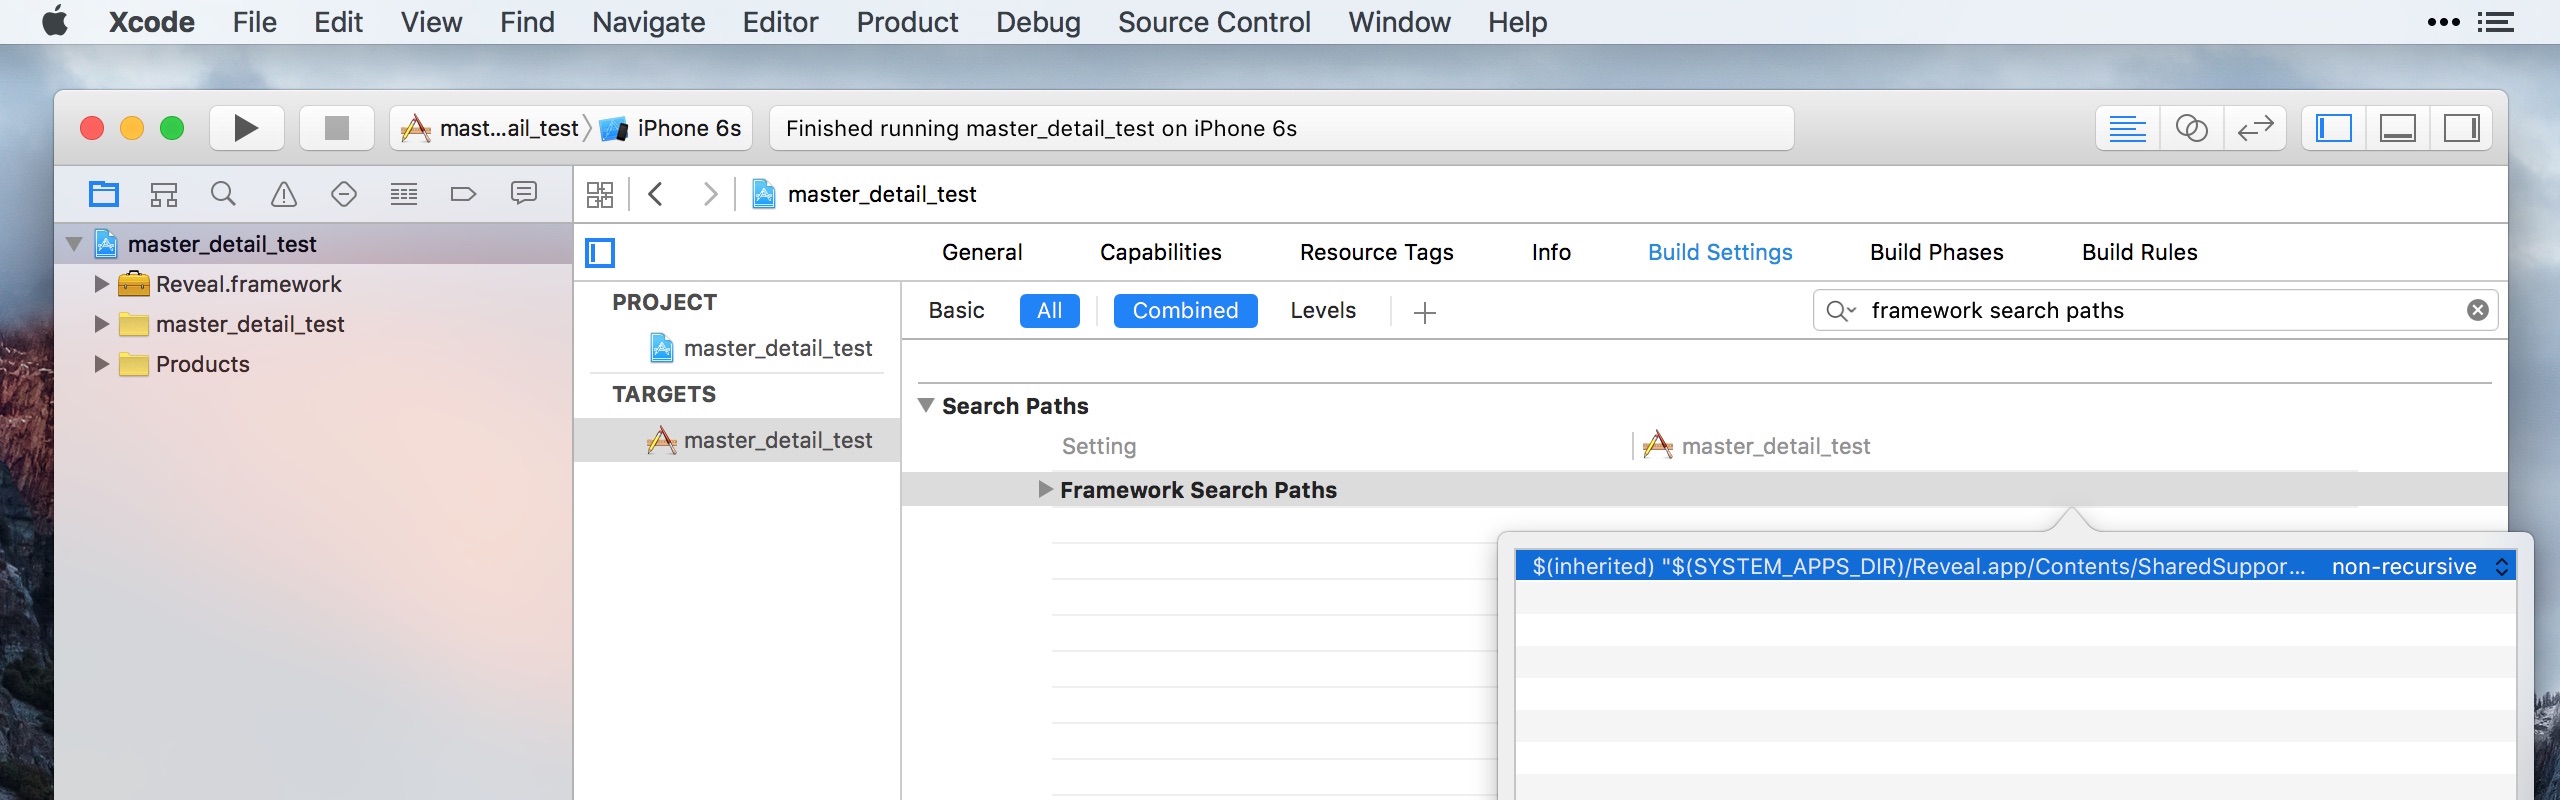 Xcode File Edit View Find Navigate Editor Product Debug Source Control Window Help
mast...ail_test iPhone 6s
Finished running master_detail_test on iPhone 6s
master_detail_test
master_detail_test
Reveal.framework
master_detail_test
Products
General Capabilities Resource Tags Info Build Settings Build Phases Build Rules
PROJECT
master_detail_test
TARGETS
master_detail_test
Basic All Combined Levels
framework search paths
Search Paths
Setting master_detail_test
Framework Search Paths
$(inherited) "$(SYSTEM_APPS_DIR)/Reveal.app/Contents/SharedSuppor... non-recursive